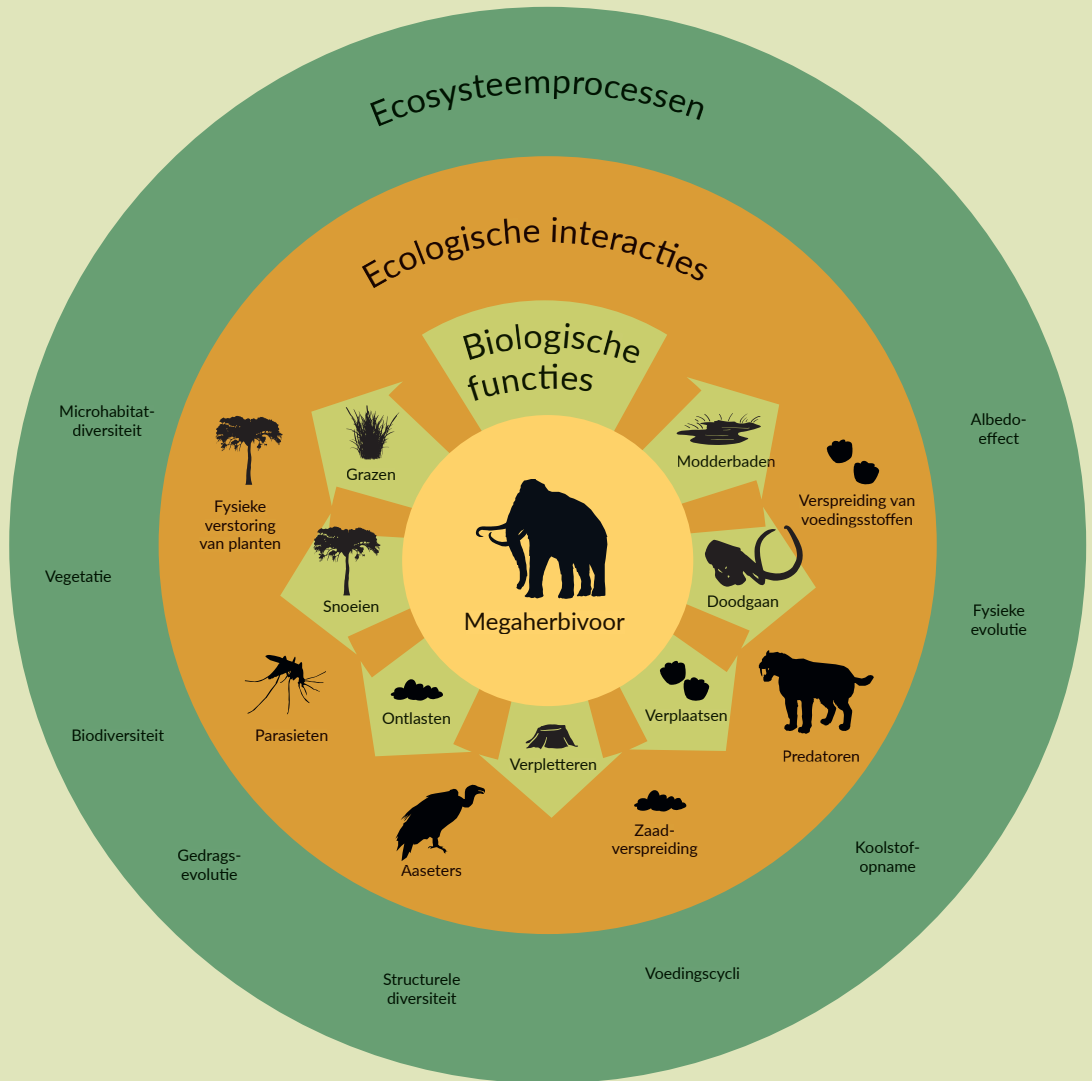 Ecosysteemprocessen
Ecologische interacties
Biologische
functies
Microhabitat-
diversiteit
Albedo-
effect
Grazen
Modderbaden
Fysieke
verstoring
van planten
Verspreiding van
voedingsstoffen
Vegetatie
Snoeien
Megaherbivoor
Doodgaan
Fysieke
evolutie
Biodiversiteit
Parasieten
Ontlasten
Verpletteren
Verplaatsen
Predatoren
Gedrags-
evolutie
Aaseters
Zaad-
verspreiding
Koolstof-
opname
Structurele
diversiteit
Voedingscycli